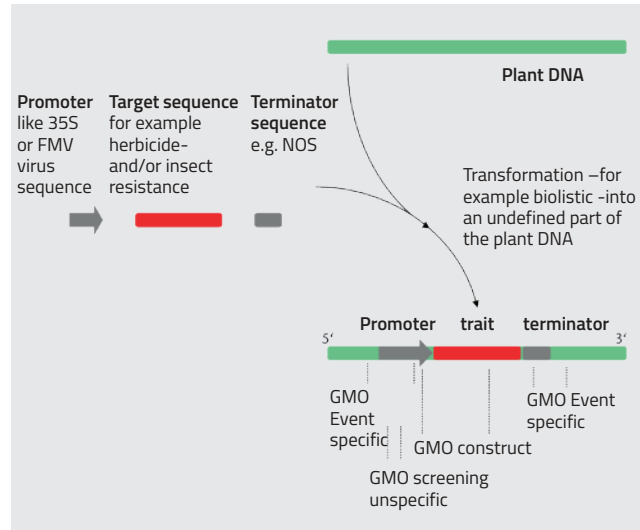 Plant DNA
Promoter
like 35S
or FMV
virus
sequence
Target sequence
for example
herbicide-
and/or insect
resistance
Terminator
sequence
e.g. NOS
Transformation –for
example biolistic -into
an undefined part of
the plant DNA
Promoter trait terminator
5‘ 3‘
GMO
Event
specific
GMO screening
unspecific
GMO construct
GMO Event
specific